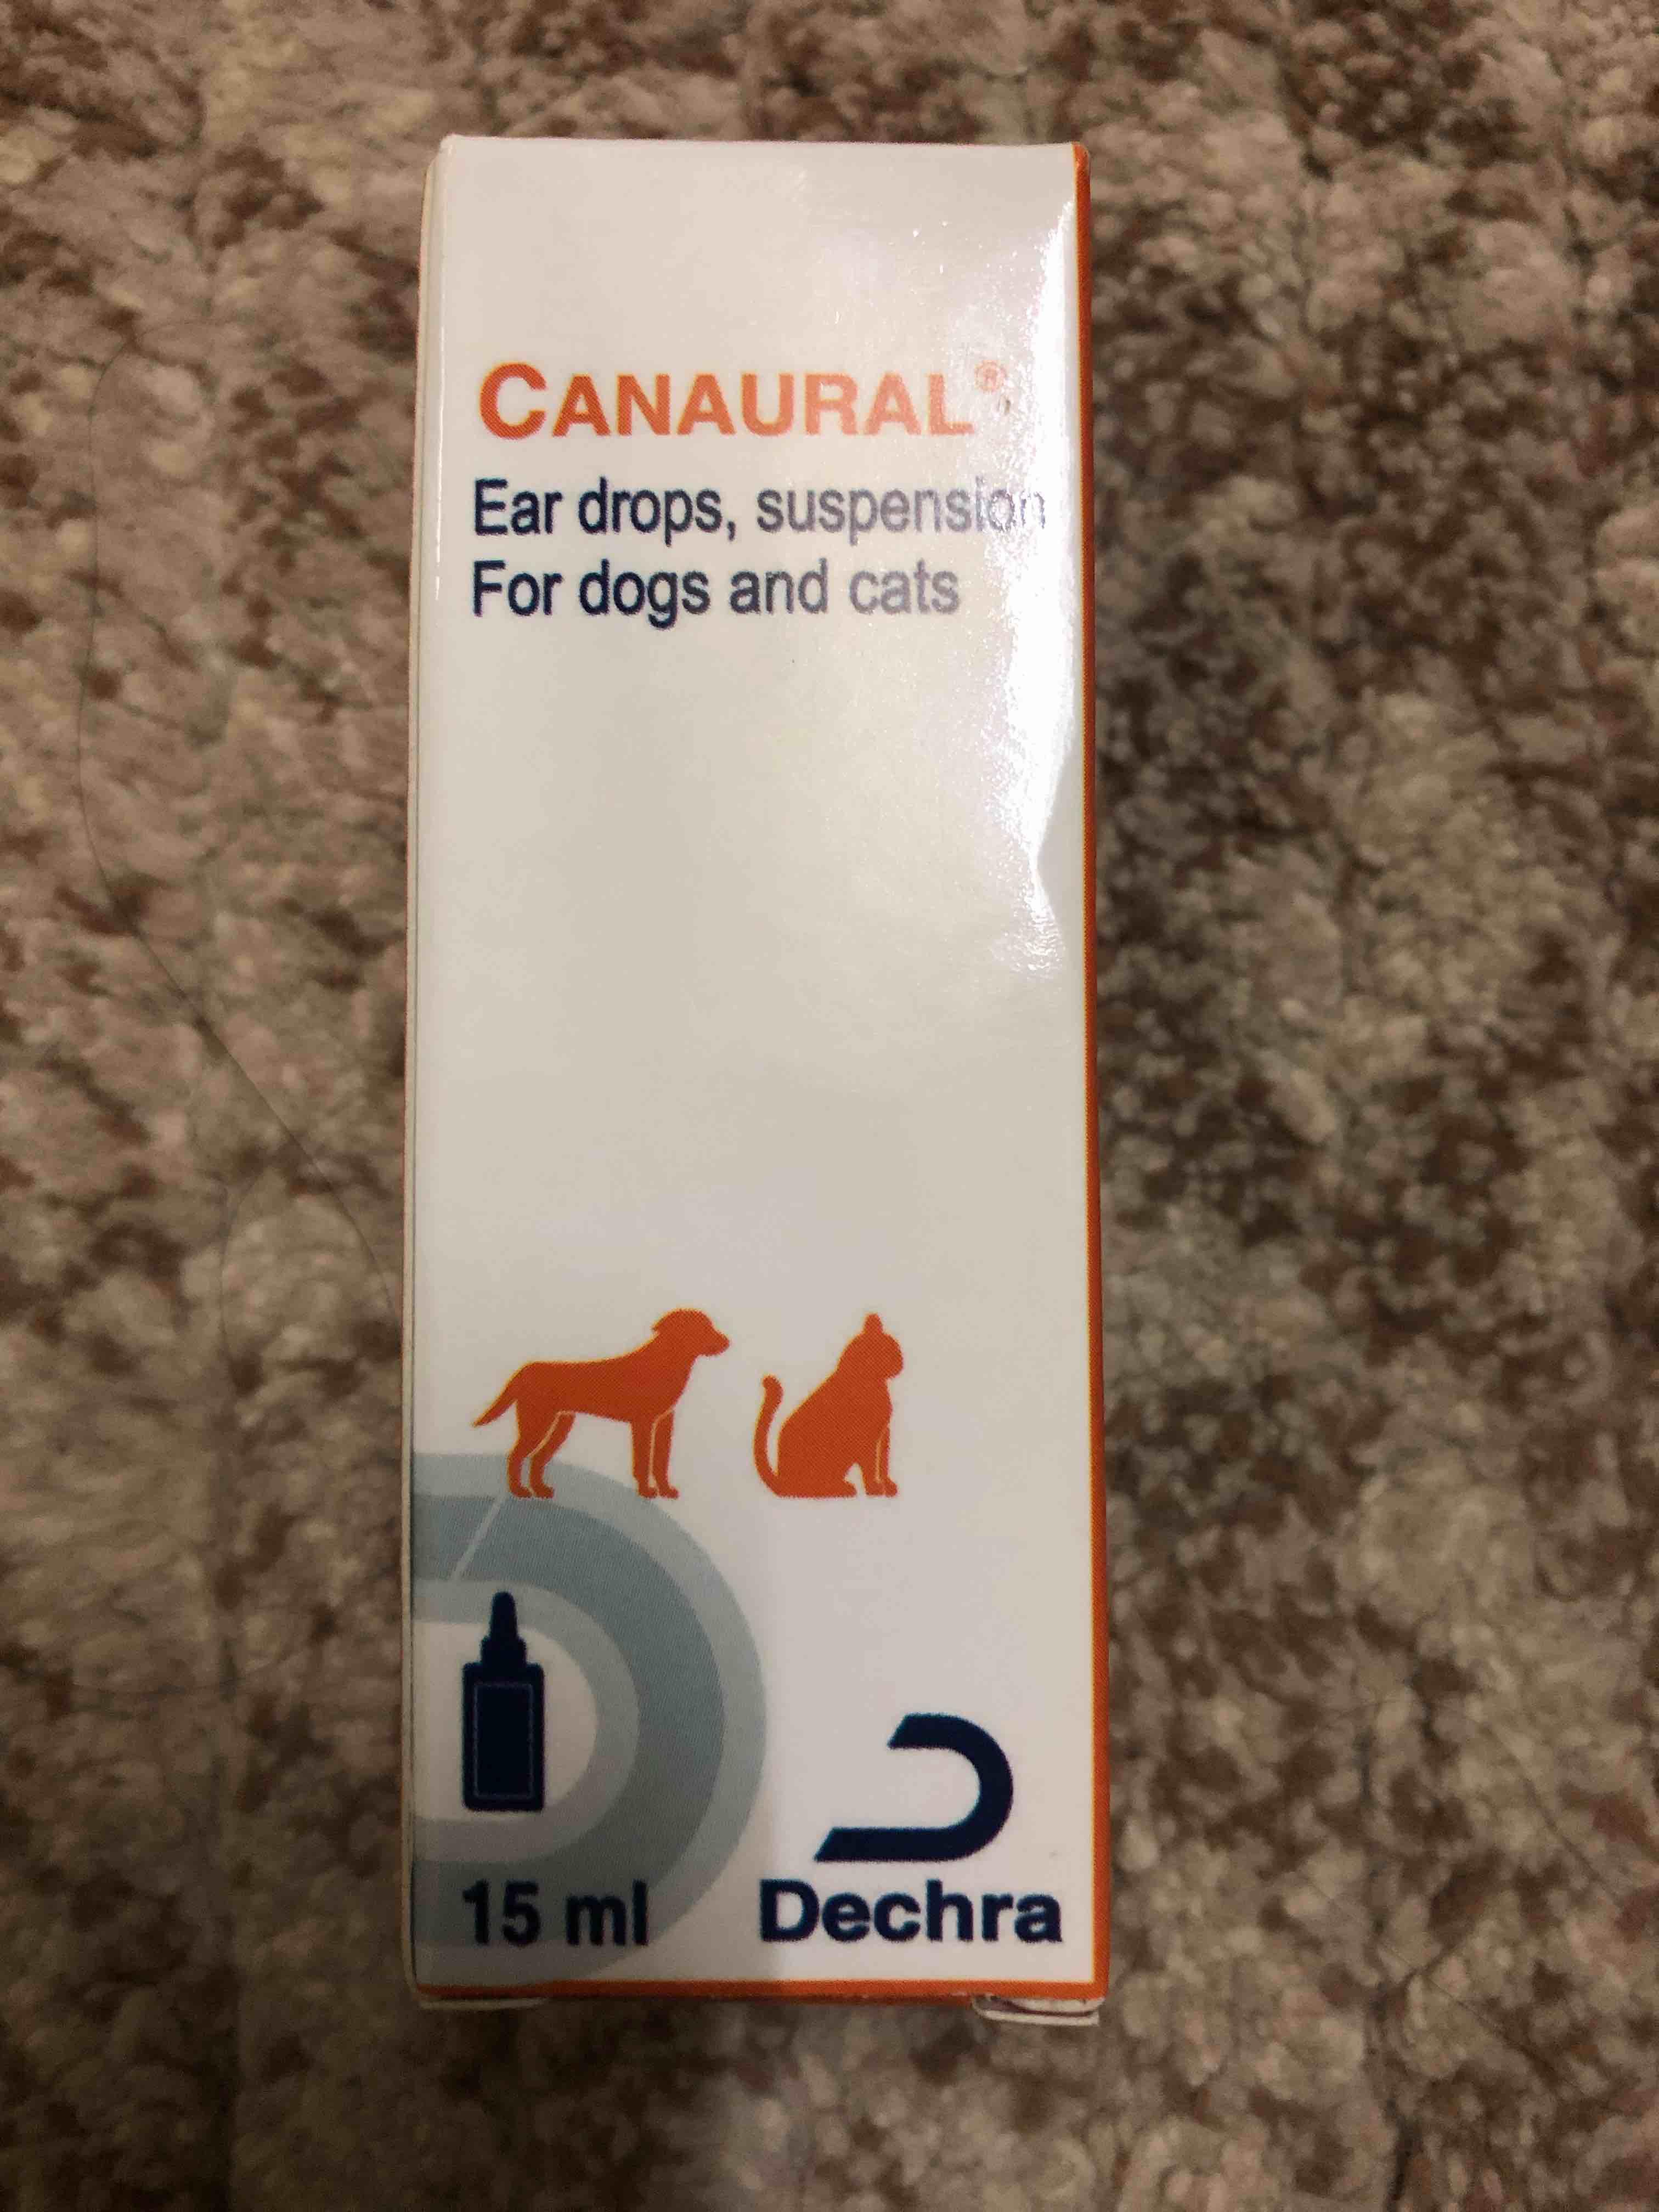 CANAURAL®
Ear drops, suspension
For dogs and cats
15 ml
Dechra